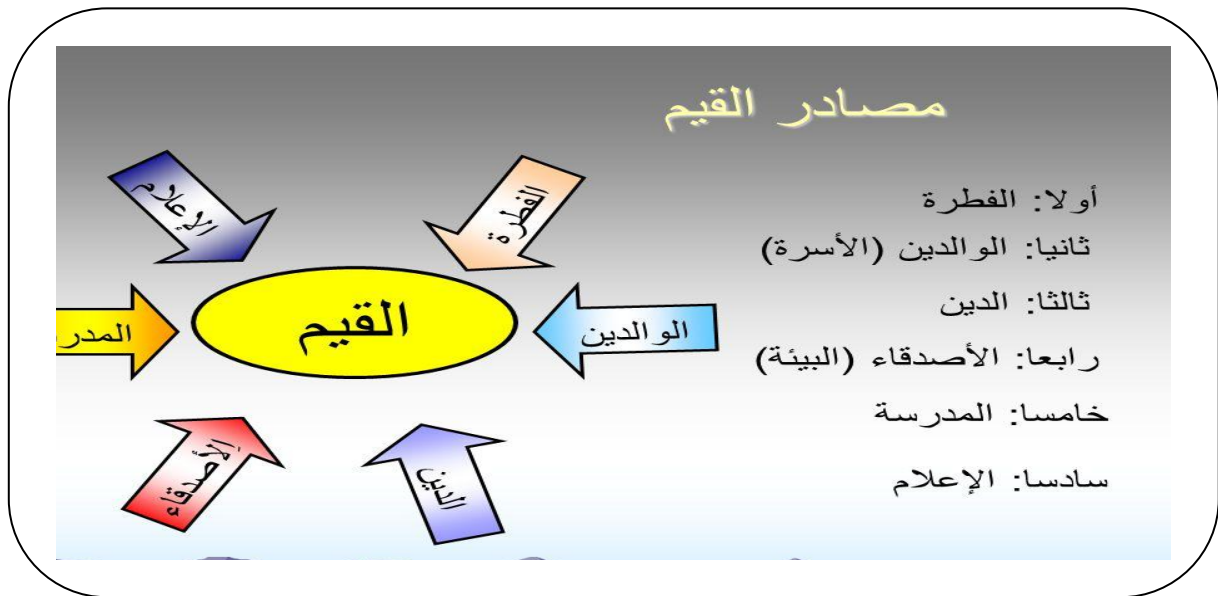 مصادر القيم
أولا: الفطرة
ثانيا: الوالدين (الأسرة)
ثالثا: الدين
رابعا: الأصدقاء (البيئة)
خامسا: المدرسة
سادسا: الإعلام
الفطرة
الإعلام
الوالدين
القيم
المدر
الدين
الأصدقاء